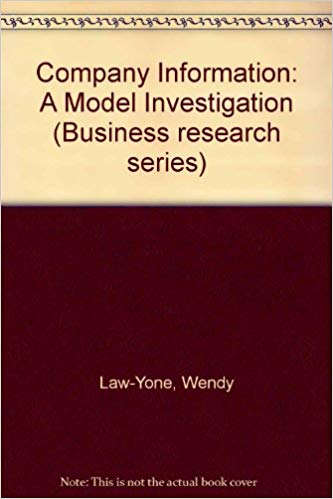 Company Information:
A Model Investigation
(Business research
series)
Law-Yone, Wendy
Note: This is not the actual book cover